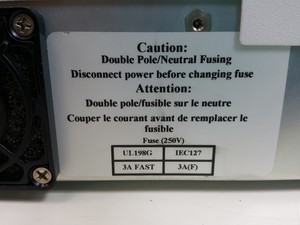 Caution:
Double Pole/Neutral Fusing
Disconnect power before changing fuse
Attention:
Double pole/fusible sur le neutre
Couper le courant avant de remplacer le
fusible
Fuse (250V)
UL198G IEC127
3A FAST 3A(F)